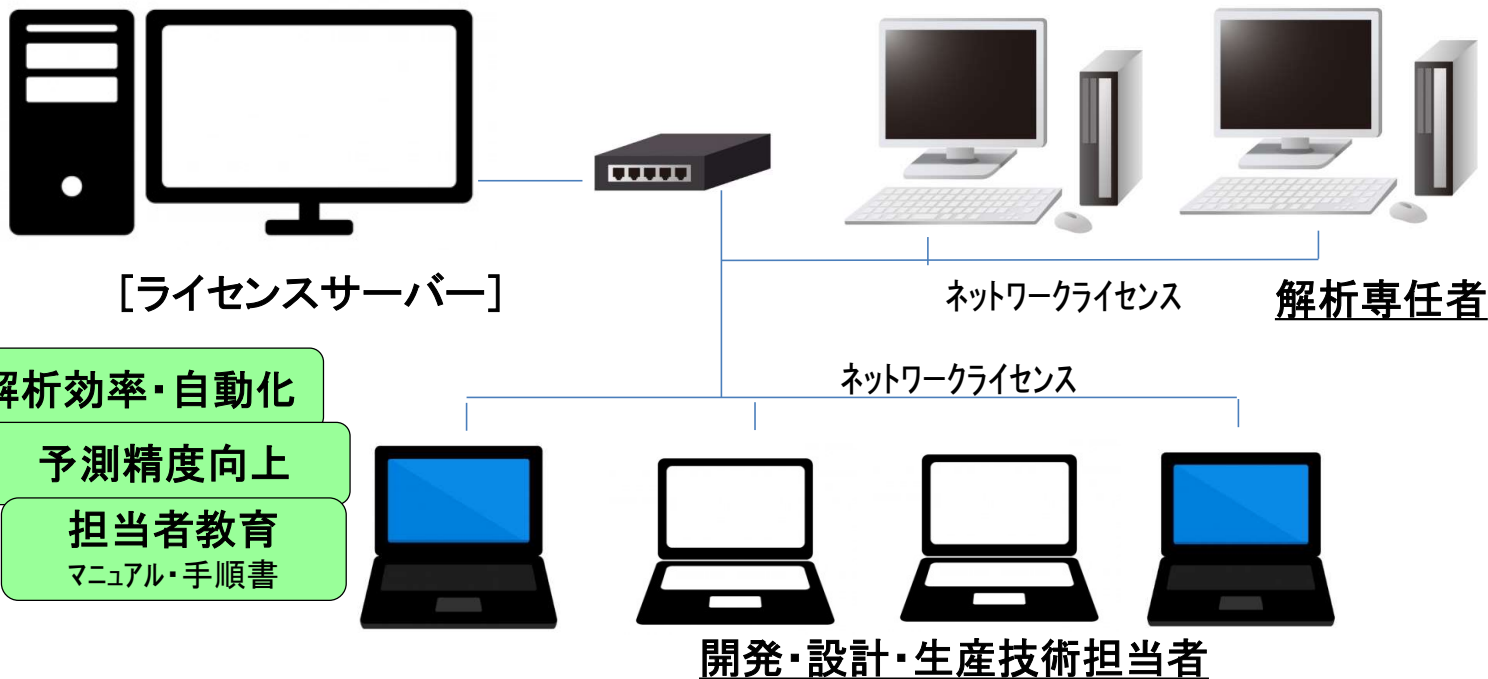 [ライセンスサーバー]
ネットワークライセンス
解析専任者
ネットワークライセンス
解析効率・自動化
予測精度向上
担当者教育
マニュアル・手順書
開発・設計・生産技術担当者